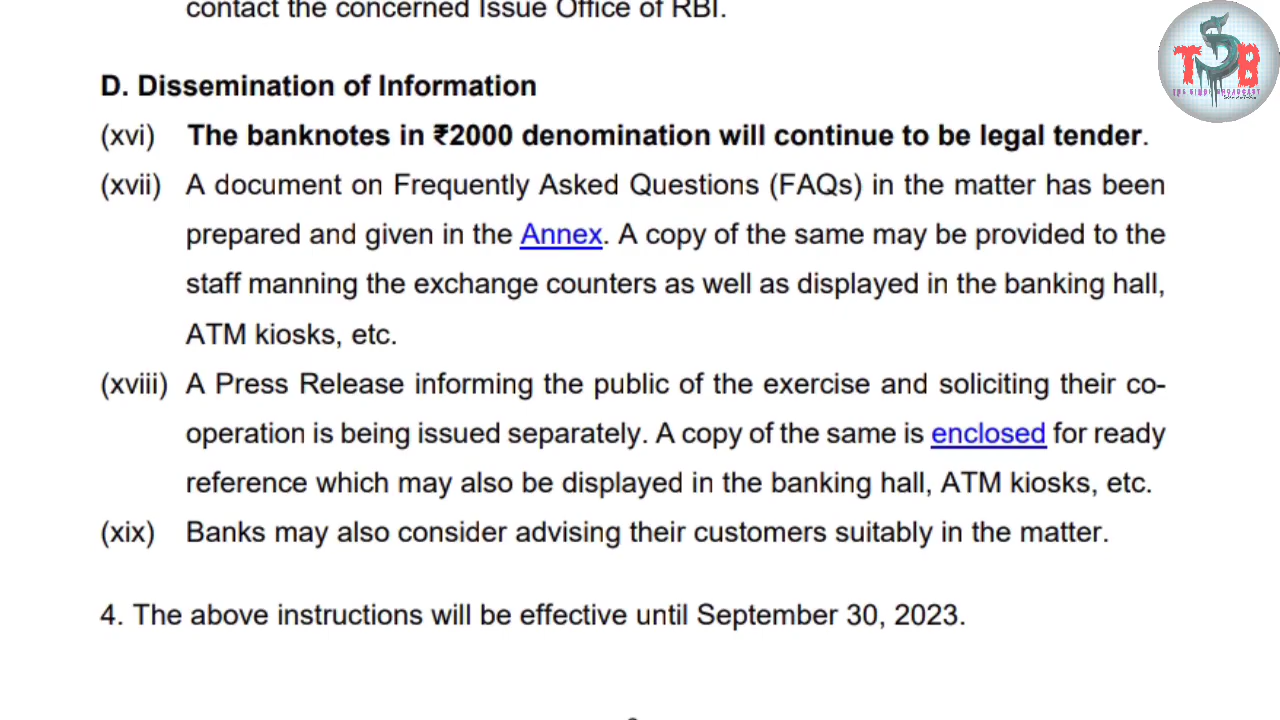 contact the concerned Issue Office of RBI.
D. Dissemination of Information
(xvi) The banknotes in ₹2000 denomination will continue to be legal tender.
(xvii) A document on Frequently Asked Questions (FAQs) in the matter has been
prepared and given in the Annex. A copy of the same may be provided to the
staff manning the exchange counters as well as displayed in the banking hall,
ATM kiosks, etc.
(xviii) A Press Release informing the public of the exercise and soliciting their co-
operation is being issued separately. A copy of the same is enclosed for ready
reference which may also be displayed in the banking hall, ATM kiosks, etc.
(xix) Banks may also consider advising their customers suitably in the matter.
4. The above instructions will be effective until September 30, 2023.
TSB